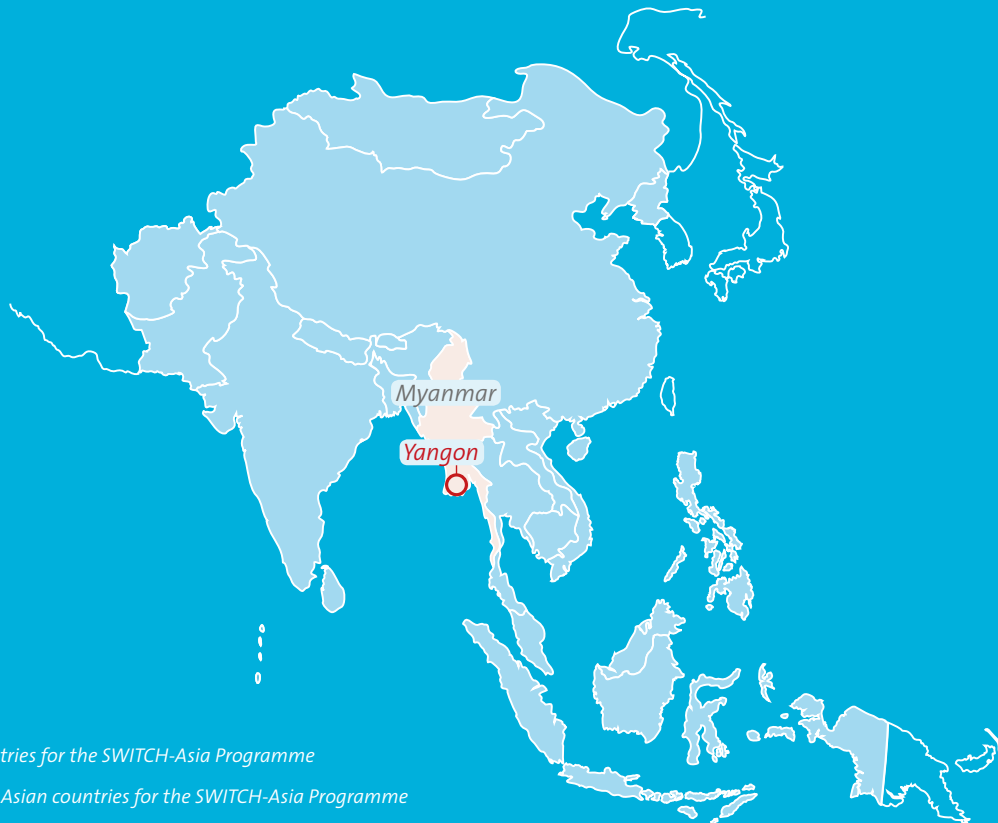 Myanmar
Yangon
tries for the SWITCH-Asia Programme
Asian countries for the SWITCH-Asia Programme